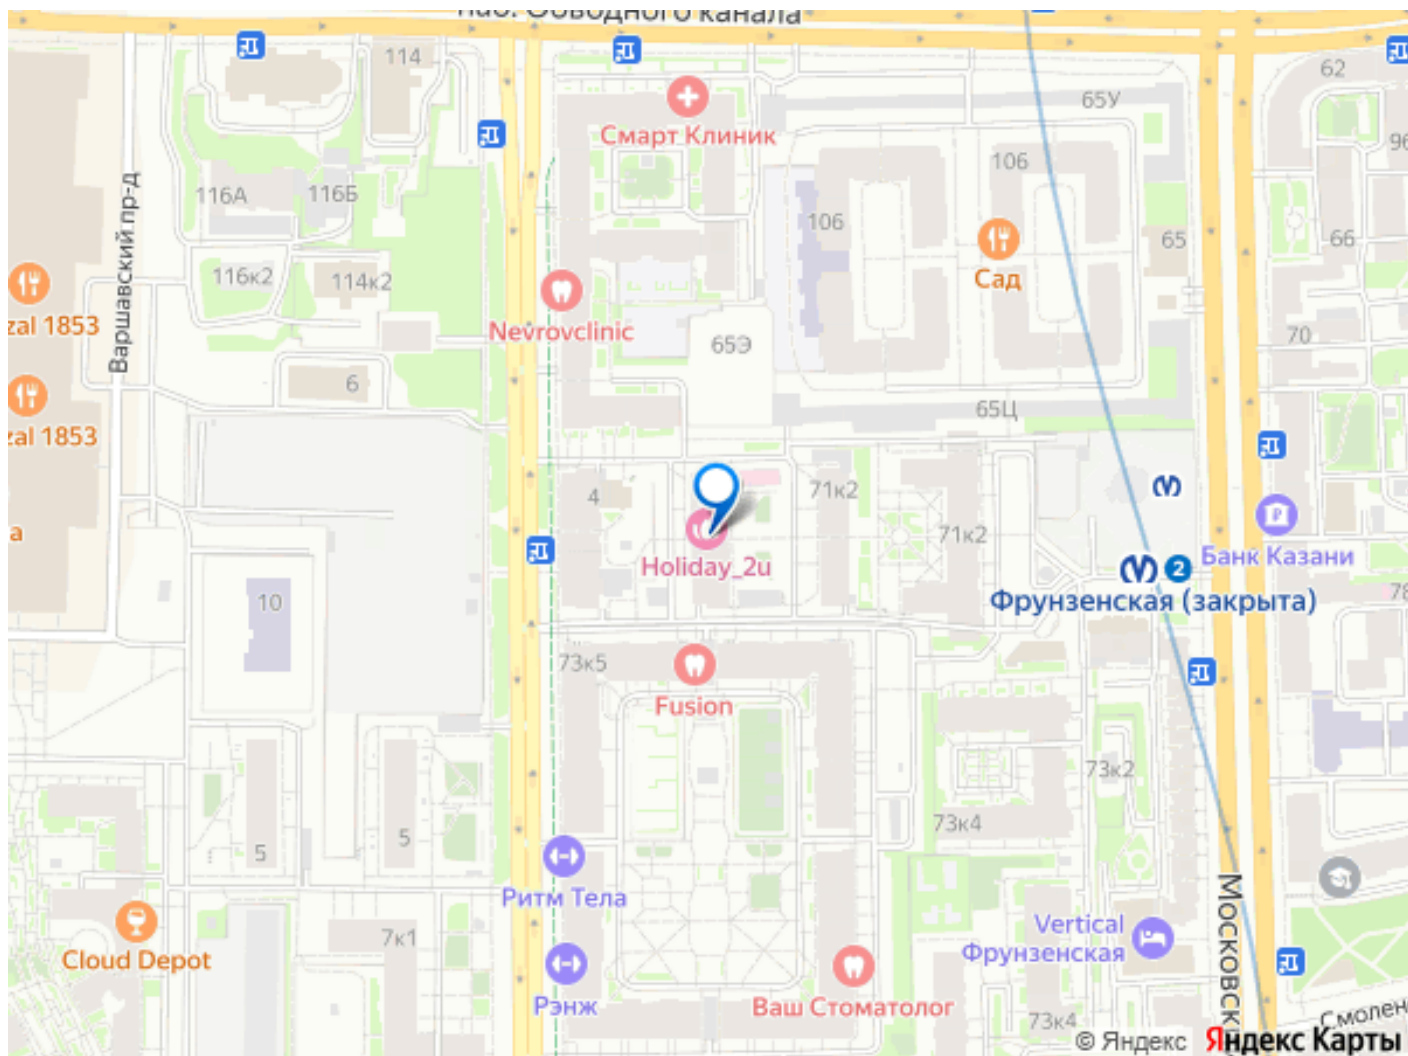 наб. Обводного канала
114
62
65У
Смарт Клиник
96
106
116А
116Б
106
65
66
Сад
116к2
114к2
Варшавский пр-д
zal 1853
Nevrovclinic
65Э
70
6
65Ц
zal 1853
4
71к2
71к2
а
Holiday_2u
Банк Казани
2
Фрунзенская (закрыта)
10
73к5
Fusion
73к2
73к4
5
5
Ритм Тела
Московск
7к1
Vertical
Фрунзенская
Cloud Depot
Рэнж
Ваш Стоматолог
73к4
Смолен
© Яндекс Яндекс Карты